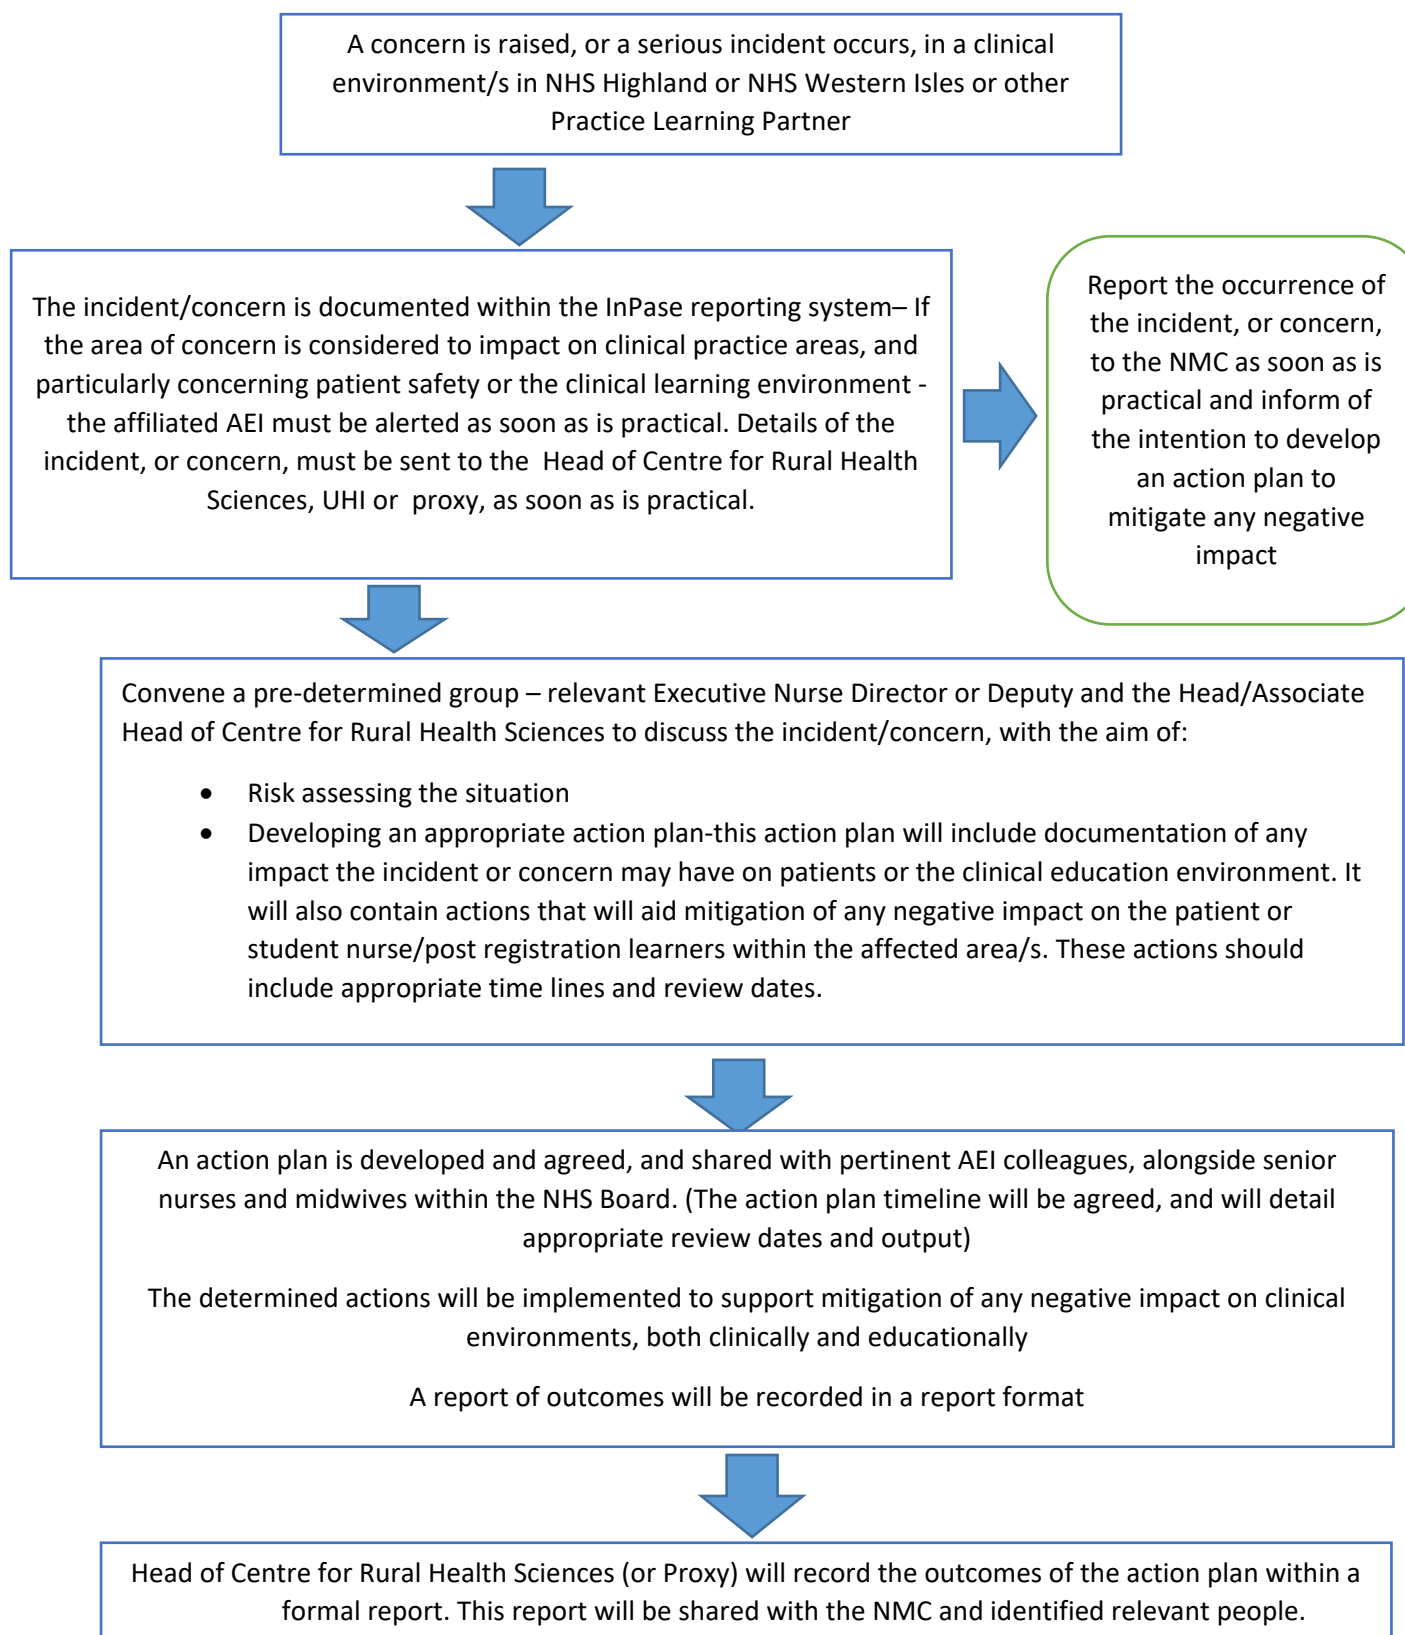 A concern is raised, or a serious incident occurs, in a clinical
environment/s in NHS Highland or NHS Western Isles or other
Practice Learning Partner
The incident/concern is documented within the InPase reporting system– If
the area of concern is considered to impact on clinical practice areas, and
particularly concerning patient safety or the clinical learning environment -
the affiliated AEI must be alerted as soon as is practical. Details of the
incident, or concern, must be sent to the  Head of Centre for Rural Health
Sciences, UHI or  proxy, as soon as is practical.
Report the occurrence of
the incident, or concern,
to the NMC as soon as is
practical and inform of
the intention to develop
an action plan to
mitigate any negative
impact
Convene a pre-determined group – relevant Executive Nurse Director or Deputy and the Head/Associate
Head of Centre for Rural Health Sciences to discuss the incident/concern, with the aim of:
• Risk assessing the situation
• Developing an appropriate action plan-this action plan will include documentation of any
impact the incident or concern may have on patients or the clinical education environment. It
will also contain actions that will aid mitigation of any negative impact on the patient or
student nurse/post registration learners within the affected area/s. These actions should
include appropriate time lines and review dates.
An action plan is developed and agreed, and shared with pertinent AEI colleagues, alongside senior
nurses and midwives within the NHS Board. (The action plan timeline will be agreed, and will detail
appropriate review dates and output)
The determined actions will be implemented to support mitigation of any negative impact on clinical
environments, both clinically and educationally
A report of outcomes will be recorded in a report format
Head of Centre for Rural Health Sciences (or Proxy) will record the outcomes of the action plan within a
formal report. This report will be shared with the NMC and identified relevant people.